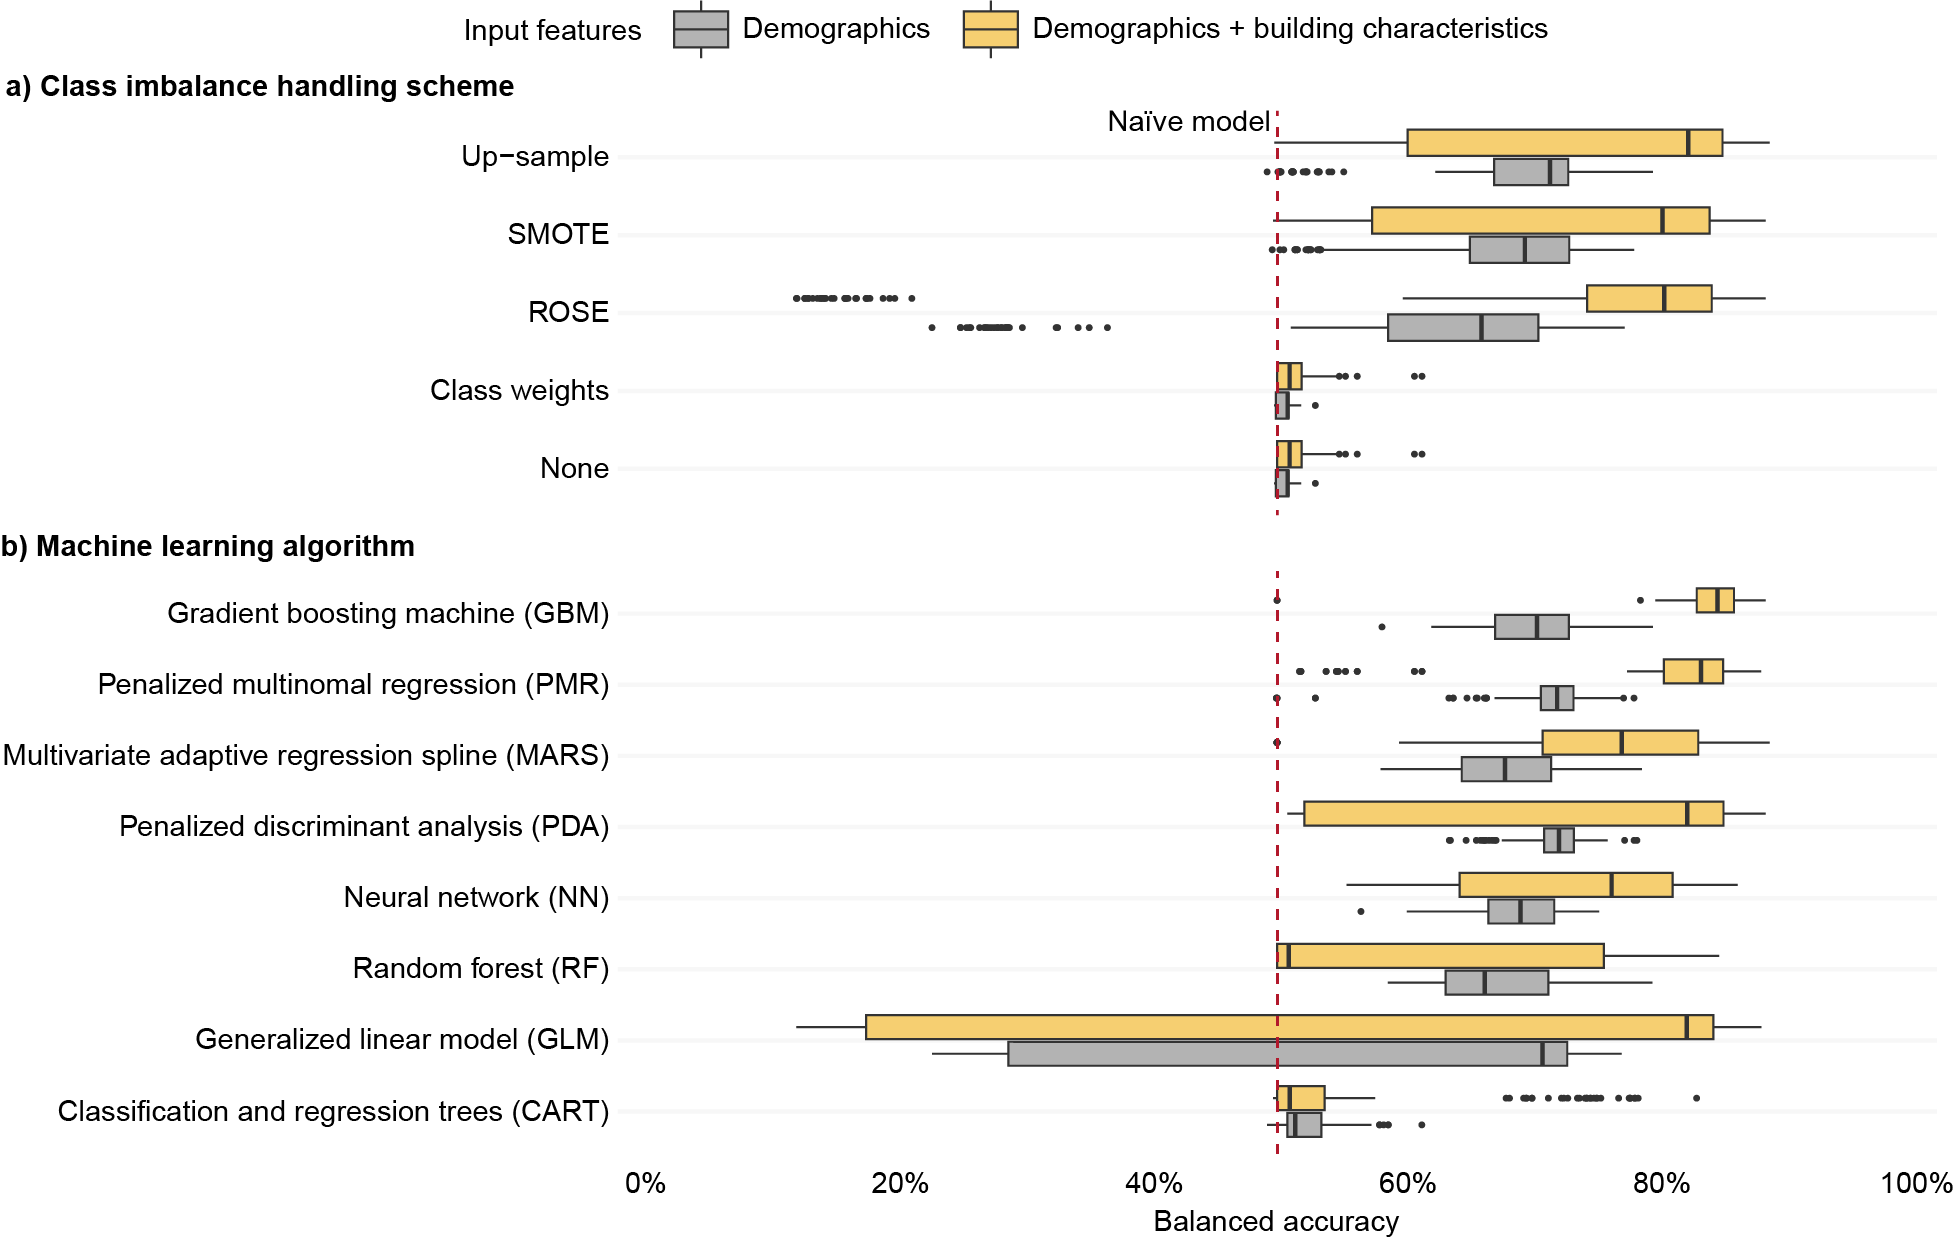 Input features Demographics Demographics + building characteristics
a) Class imbalance handling scheme
Naïve model
Up−sample
SMOTE
ROSE
Class weights
None
b) Machine learning algorithm
Gradient boosting machine (GBM)
Penalized multinomal regression (PMR)
Multivariate adaptive regression spline (MARS)
Penalized discriminant analysis (PDA)
Neural network (NN)
Random forest (RF)
Generalized linear model (GLM)
Classification and regression trees (CART)
0% 20% 40% 60% 80% 100%
Balanced accuracy